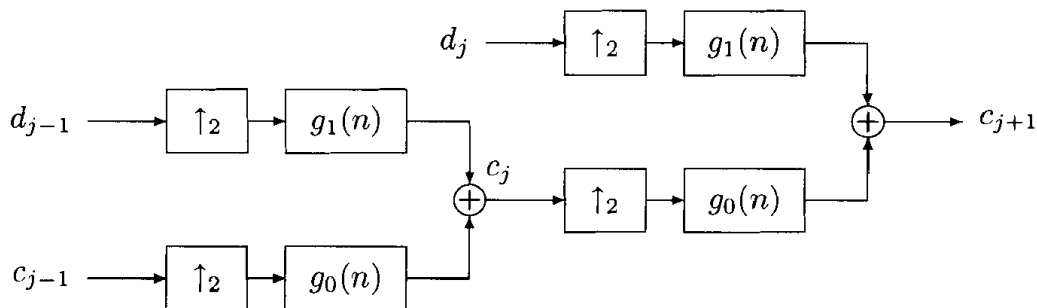 d_j ↑2 g_1(n)
d_{j−1} ↑2 g_1(n) + c_{j+1}
c_j + ↑2 g_0(n)
c_{j−1} ↑2 g_0(n)